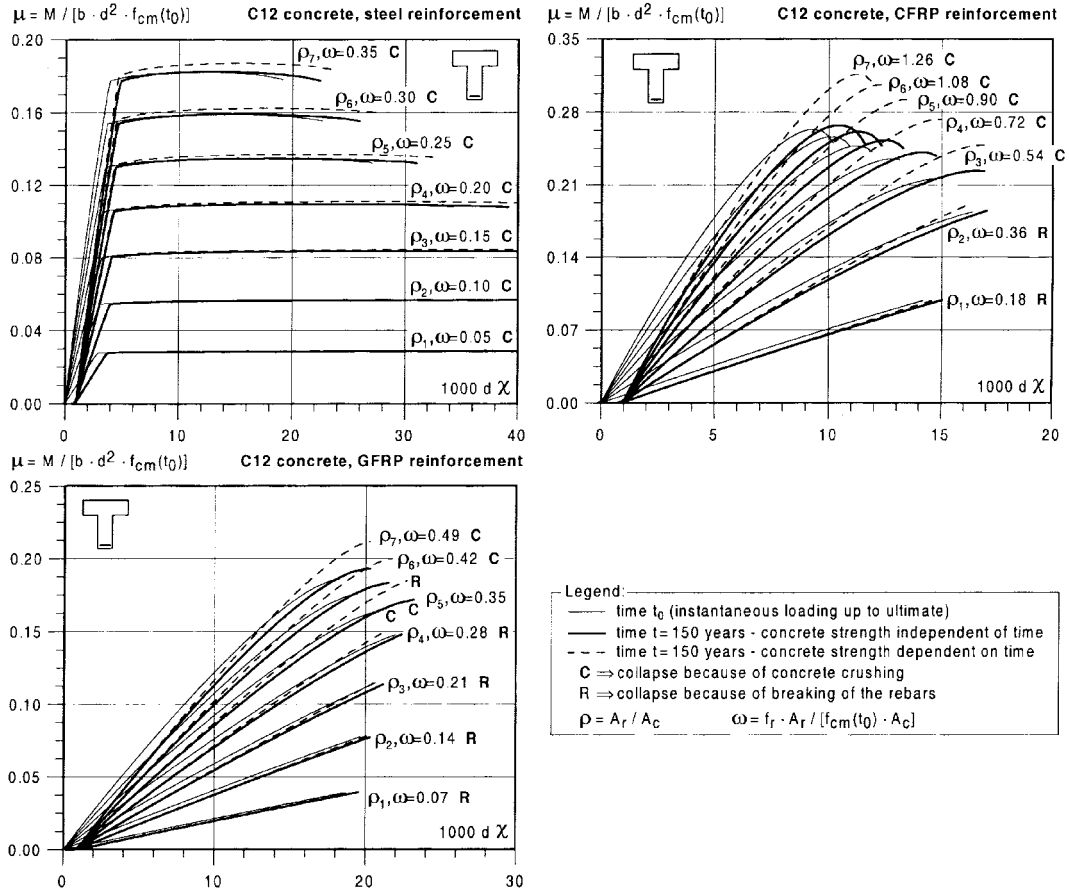 μ = M / [b · d² · fcm(t0)] C12 concrete, steel reinforcement
0.20
0.16
0.12
0.08
0.04
0.00
ρ7,ω=0.35 C
ρ6,ω=0.30 C
ρ5,ω=0.25 C
ρ4,ω=0.20 C
ρ3,ω=0.15 C
ρ2,ω=0.10 C
ρ1,ω=0.05 C
1000 d χ
0 10 20 30 40
μ = M / [b · d² · fcm(t0)] C12 concrete, CFRP reinforcement
0.35
0.28
0.21
0.14
0.07
0.00
ρ7,ω=1.26 C
ρ6,ω=1.08 C
ρ5,ω=0.90 C
ρ4,ω=0.72 C
ρ3,ω=0.54 C
ρ2,ω=0.36 R
ρ1,ω=0.18 R
1000 d χ
0 5 10 15 20
μ = M / [b · d² · fcm(t0)] C12 concrete, GFRP reinforcement
0.25
0.20
0.15
0.10
0.05
0.00
ρ7,ω=0.49 C
ρ6,ω=0.42 C
R
ρ5,ω=0.35
C C
ρ4,ω=0.28 R
ρ3,ω=0.21 R
ρ2,ω=0.14 R
ρ1,ω=0.07 R
1000 d χ
0 10 20 30
Legend:
time t0 (instantaneous loading up to ultimate)
time t=150 years - concrete strength independent of time
time t=150 years - concrete strength dependent on time
C ⇒ collapse because of concrete crushing
R ⇒ collapse because of breaking of the rebars
ρ = Ar / Ac ω = fr · Ar / [fcm(t0) · Ac]